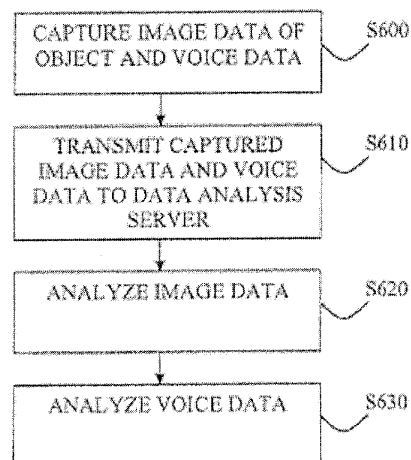 CAPTURE IMAGE DATA OF
OBJECT AND VOICE DATA
S600
TRANSMIT CAPTURED
IMAGE DATA AND VOICE
DATA TO DATA ANALYSIS
SERVER
S610
ANALYZE IMAGE DATA
S620
ANALYZE VOICE DATA
S630